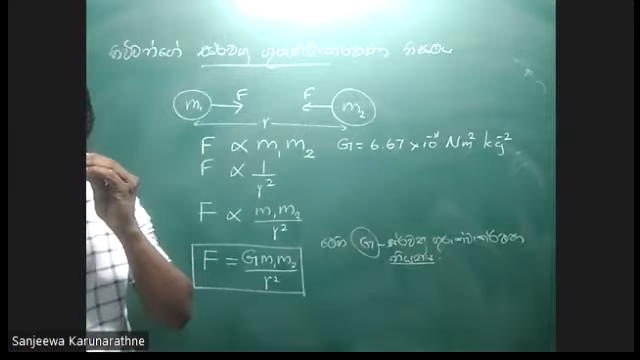 නිව්ටන්ගේ සර්වත්‍ර ගුරුත්වාකර්ෂණ නියමය
m₁ F F m₂
r
F ∝ m₁m₂ G = 6.67 × 10⁻¹¹ Nm² kg⁻²
F ∝ 1/r²
F ∝ m₁m₂/r²
මෙහි G - සර්වත්‍ර ගුරුත්වාකර්ෂණ
නියතය.
F = Gm₁m₂/r²
Sanjeewa Karunarathne